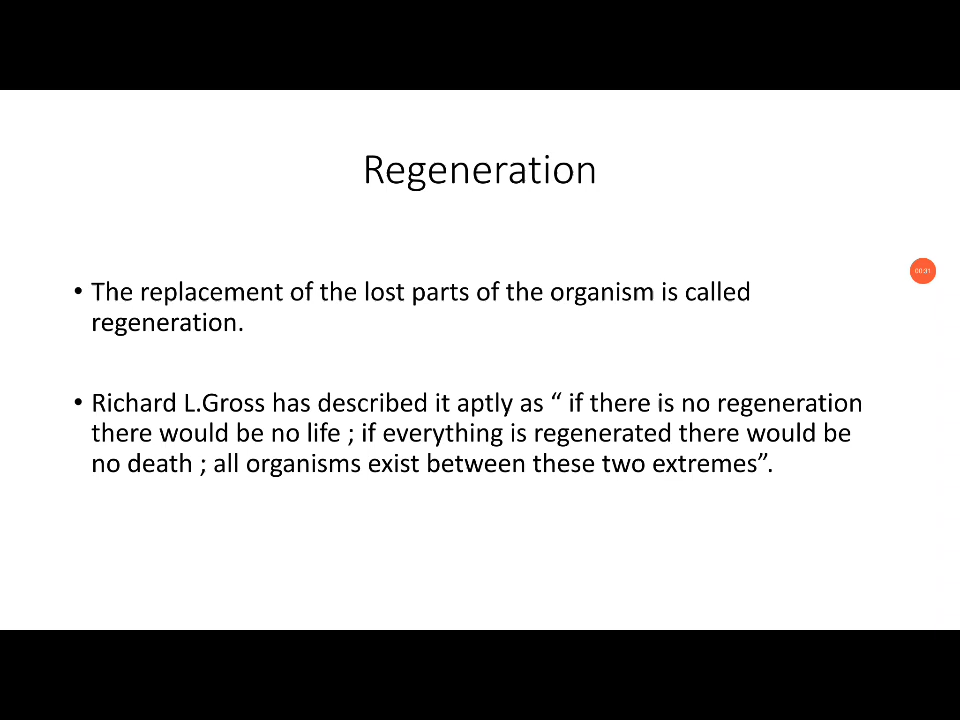 Regeneration
• The replacement of the lost parts of the organism is called
regeneration.
00:31
• Richard L.Gross has described it aptly as “ if there is no regeneration
there would be no life ; if everything is regenerated there would be
no death ; all organisms exist between these two extremes”.